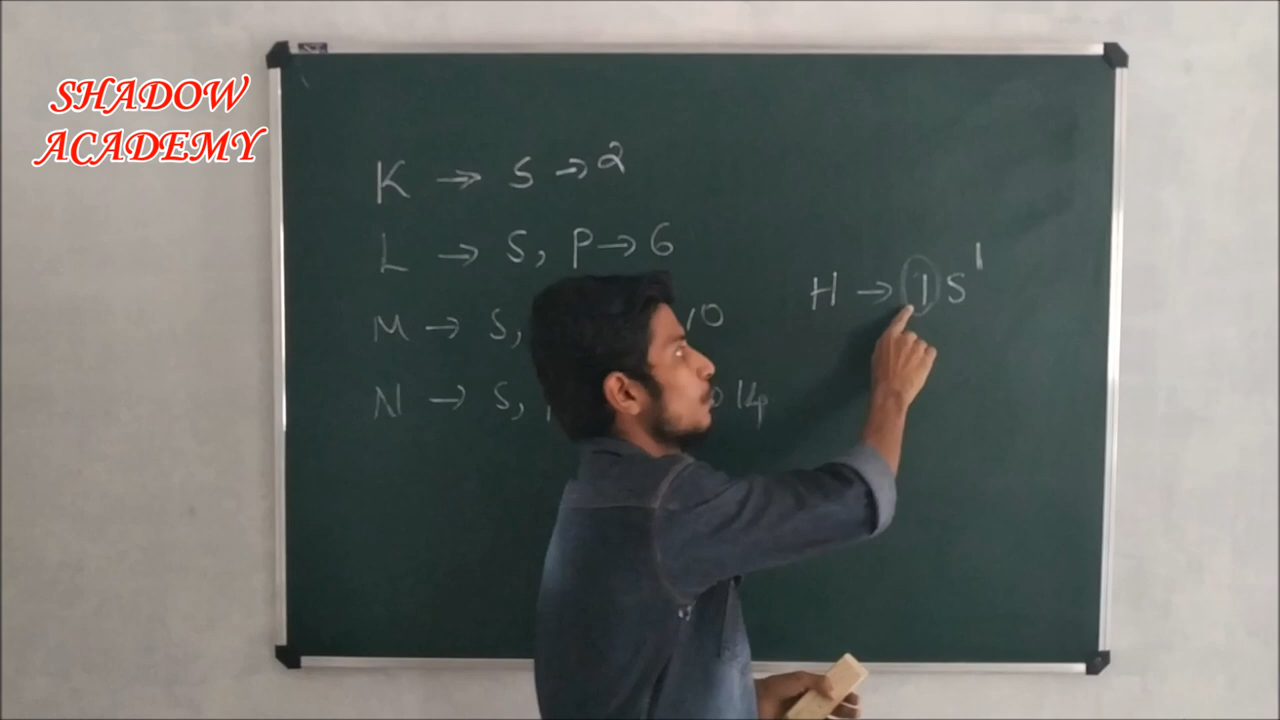 SHADOW
ACADEMY
K → S → 2
L → S, P → 6
M → S, 10
N → S, 14
H → 1S¹